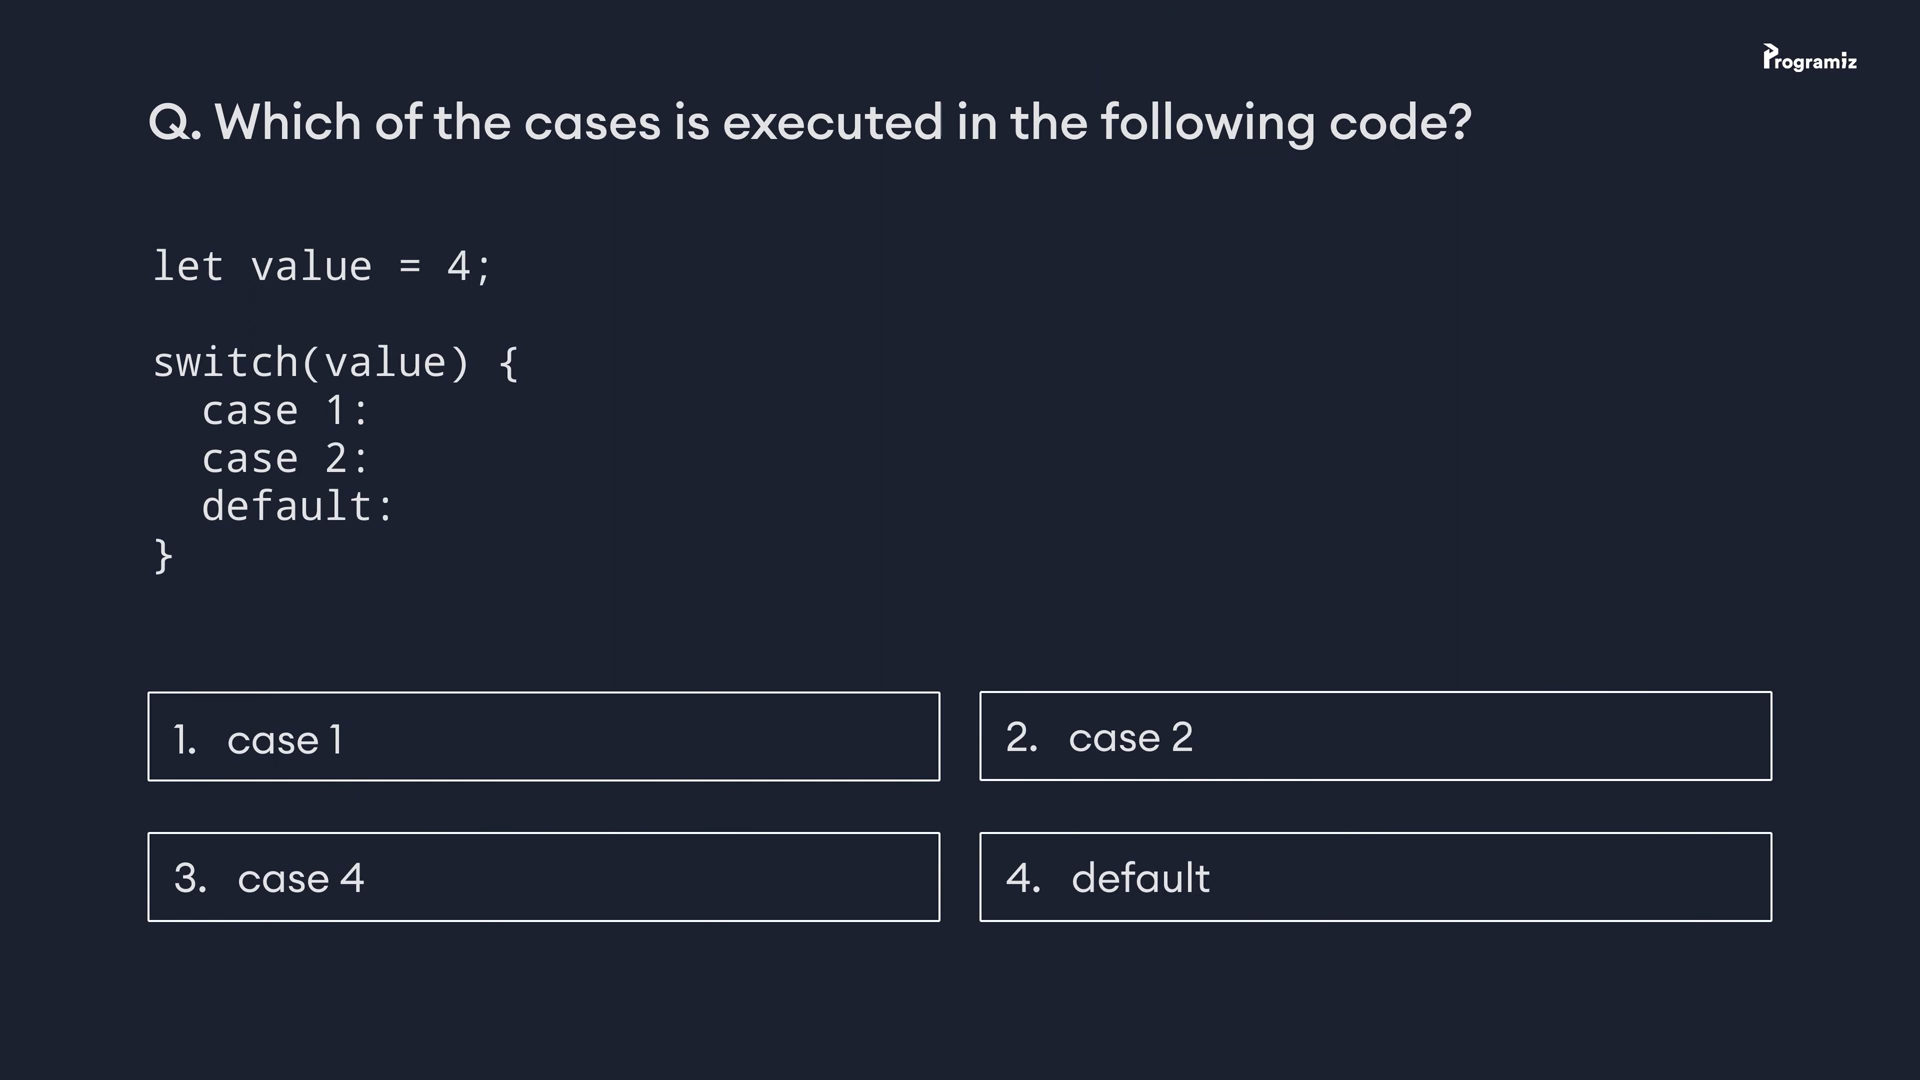 Programiz
Q. Which of the cases is executed in the following code?
let value = 4;
switch(value) {
  case 1:
  case 2:
  default:
}
1. case 1
2. case 2
3. case 4
4. default